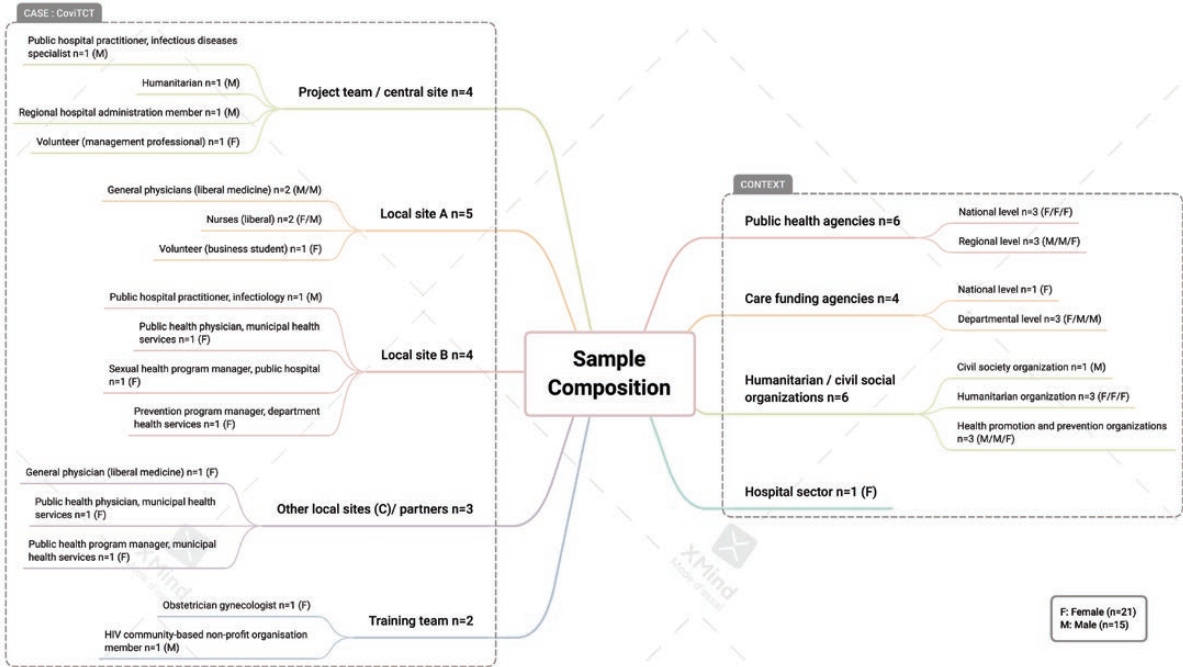 CASE : CoviTCT
Public hospital practitioner, infectious diseases
specialist n=1 (M)
Humanitarian n=1 (M)
Regional hospital administration member n=1 (M)
Volunteer (management professional) n=1 (F)
Project team / central site n=4
General physicians (liberal medicine) n=2 (M/M)
Nurses (liberal) n=2 (F/M)
Volunteer (business student) n=1 (F)
Local site A n=5
Public hospital practitioner, infectiology n=1 (M)
Public health physician, municipal health
services n=1 (F)
Sexual health program manager, public hospital
n=1 (F)
Prevention program manager, department
health services n=1 (F)
Local site B n=4
General physician (liberal medicine) n=1 (F)
Public health physician, municipal health
services n=1 (F)
Public health program manager, municipal
health services n=1 (F)
Other local sites (C)/ partners n=3
Obstetrician gynecologist n=1 (F)
HIV community-based non-profit organisation
member n=1 (M)
Training team n=2
Sample
Composition
CONTEXT
Public health agencies n=6
National level n=3 (F/F/F)
Regional level n=3 (M/M/F)
Care funding agencies n=4
National level n=1 (F)
Departmental level n=3 (F/M/M)
Humanitarian / civil social
organizations n=6
Civil society organization n=1 (M)
Humanitarian organization n=3 (F/F/F)
Health promotion and prevention organizations
n=3 (M/M/F)
Hospital sector n=1 (F)
F: Female (n=21)
M: Male (n=15)
XMind
Mode d'essai
XMind
Mode d'essai